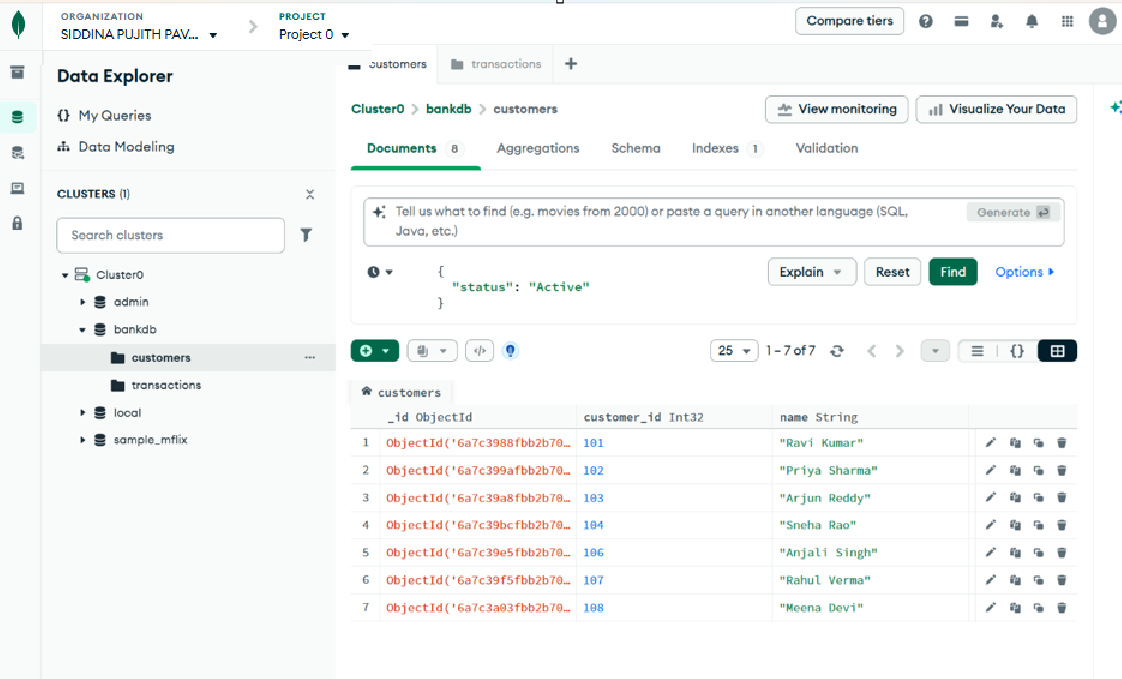 ORGANIZATION
SIDDINA PUJITH PAV...
PROJECT
Project 0
Compare tiers
Data Explorer
My Queries
Data Modeling
CLUSTERS (1)
Search clusters
Cluster0
admin
bankdb
customers
transactions
local
sample_mflix
customers
transactions
Cluster0 > bankdb > customers
View monitoring
Visualize Your Data
Documents 8
Aggregations
Schema
Indexes 1
Validation
Tell us what to find (e.g. movies from 2000) or paste a query in another language (SQL,
Java, etc.)
Generate
{
"status": "Active"
}
Explain
Reset
Find
Options
25
1 – 7 of 7
customers
_id ObjectId customer_id Int32 name String
1 ObjectId('6a7c3988fbb2b70… 101 "Ravi Kumar"
2 ObjectId('6a7c399afbb2b70… 102 "Priya Sharma"
3 ObjectId('6a7c39a8fbb2b70… 103 "Arjun Reddy"
4 ObjectId('6a7c39bcfbb2b70… 104 "Sneha Rao"
5 ObjectId('6a7c39e5fbb2b70… 106 "Anjali Singh"
6 ObjectId('6a7c39f5fbb2b70… 107 "Rahul Verma"
7 ObjectId('6a7c3a03fbb2b70… 108 "Meena Devi"